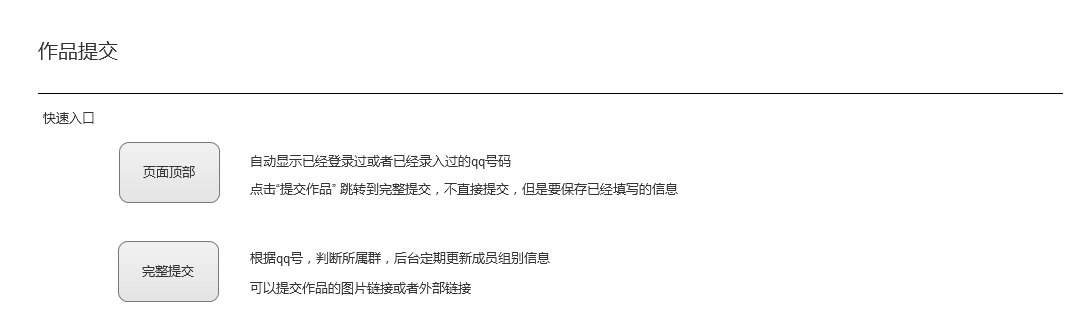 作品提交
快速入口
页面顶部
自动显示已经登录过或者已经录入过的qq号码
点击“提交作品” 跳转到完整提交，不直接提交，但是要保存已经填写的信息
完整提交
根据qq号，判断所属群，后台定期更新成员组别信息
可以提交作品的图片链接或者外部链接